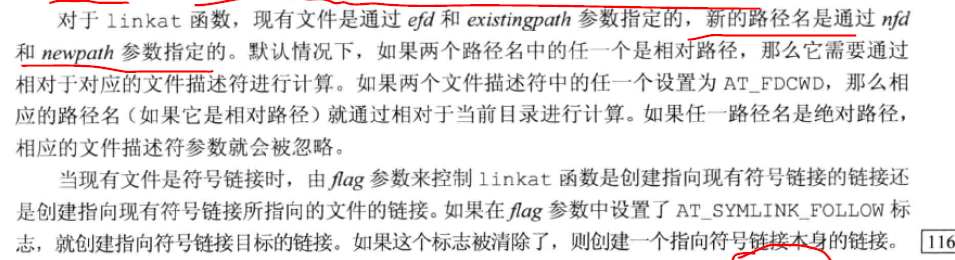 对于 linkat 函数，现有文件是通过 efd 和 existingpath 参数指定的，新的路径名是通过 nfd
和 newpath 参数指定的。默认情况下，如果两个路径名中的任一个是相对路径，那么它需要通过
相对于对应的文件描述符进行计算。如果两个文件描述符中的任一个设置为 AT_FDCWD，那么相
应的路径名（如果它是相对路径）就通过相对于当前目录进行计算。如果任一路径名是绝对路径，
相应的文件描述符参数就会被忽略。
当现有文件是符号链接时，由 flag 参数来控制 linkat 函数是创建指向现有符号链接的链接还
是创建指向现有符号链接所指向的文件的链接。如果在 flag 参数中设置了 AT_SYMLINK_FOLLOW 标
志，就创建指向符号链接目标的链接。如果这个标志被清除了，则创建一个指向符号链接本身的链接。 116